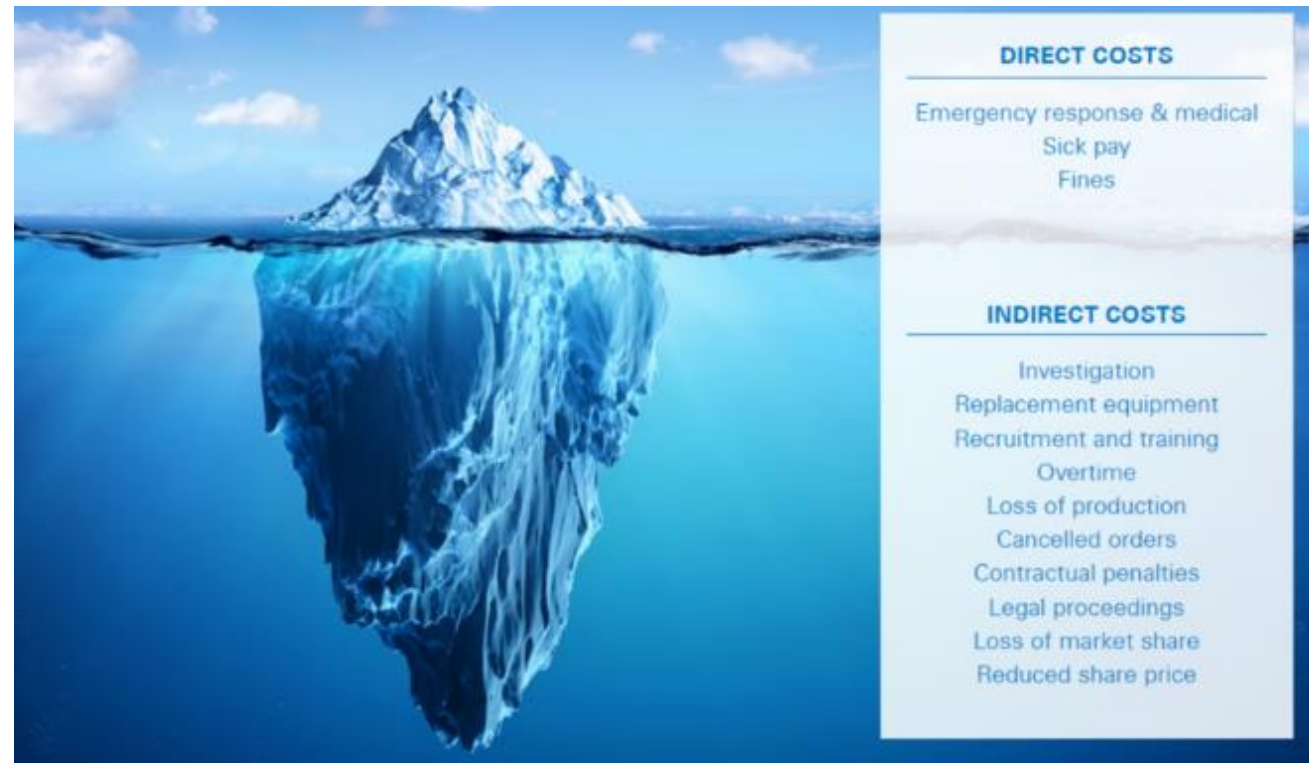 DIRECT COSTS
Emergency response & medical
Sick pay
Fines
INDIRECT COSTS
Investigation
Replacement equipment
Recruitment and training
Overtime
Loss of production
Cancelled orders
Contractual penalties
Legal proceedings
Loss of market share
Reduced share price